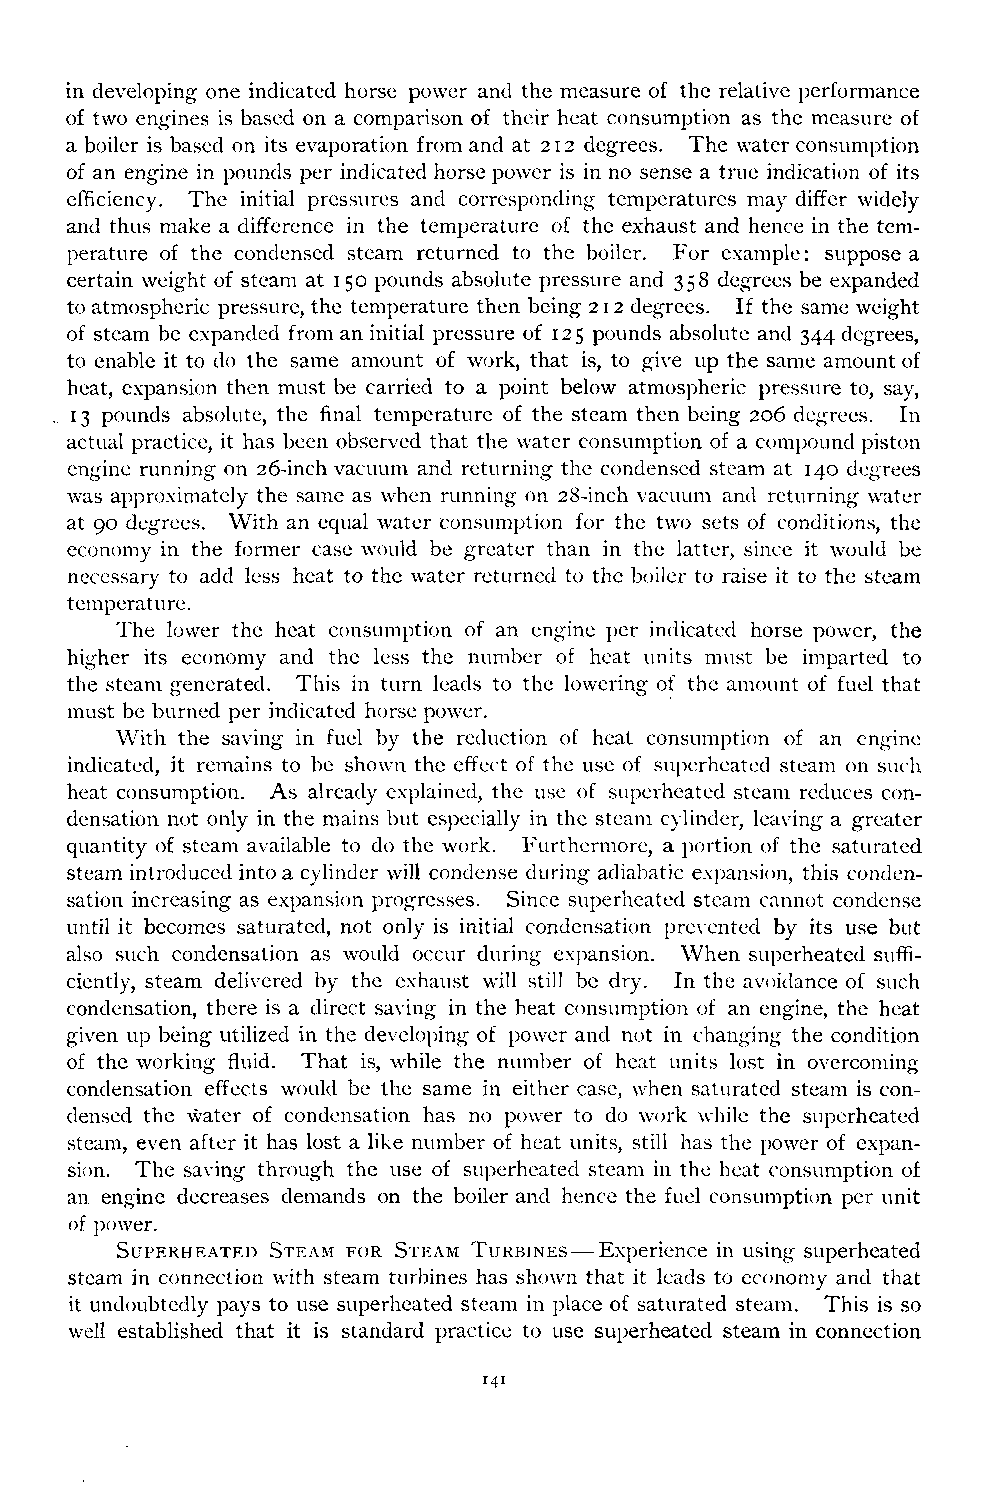 in developing one indicated horse power and the measure of the relative performance
of two engines is based on a comparison of their heat consumption as the measure of
a boiler is based on its evaporation from and at 212 degrees. The water consumption
of an engine in pounds per indicated horse power is in no sense a true indication of its
efficiency. The initial pressures and corresponding temperatures may differ widely
and thus make a difference in the temperature of the exhaust and hence in the tem-
perature of the condensed steam returned to the boiler. For example: suppose a
certain weight of steam at 150 pounds absolute pressure and 358 degrees be expanded
to atmospheric pressure, the temperature then being 212 degrees. If the same weight
of steam be expanded from an initial pressure of 125 pounds absolute and 344 degrees,
to enable it to do the same amount of work, that is, to give up the same amount of
heat, expansion then must be carried to a point below atmospheric pressure to, say,
13 pounds absolute, the final temperature of the steam then being 206 degrees. In
actual practice, it has been observed that the water consumption of a compound piston
engine running on 26-inch vacuum and returning the condensed steam at 140 degrees
was approximately the same as when running on 28-inch vacuum and returning water
at 90 degrees. With an equal water consumption for the two sets of conditions, the
economy in the former case would be greater than in the latter, since it would be
necessary to add less heat to the water returned to the boiler to raise it to the steam
temperature.
The lower the heat consumption of an engine per indicated horse power, the
higher its economy and the less the number of heat units must be imparted to
the steam generated. This in turn leads to the lowering of the amount of fuel that
must be burned per indicated horse power.
With the saving in fuel by the reduction of heat consumption of an engine
indicated, it remains to be shown the effect of the use of superheated steam on such
heat consumption. As already explained, the use of superheated steam reduces con-
densation not only in the mains but especially in the steam cylinder, leaving a greater
quantity of steam available to do the work. Furthermore, a portion of the saturated
steam introduced into a cylinder will condense during adiabatic expansion, this conden-
sation increasing as expansion progresses. Since superheated steam cannot condense
until it becomes saturated, not only is initial condensation prevented by its use but
also such condensation as would occur during expansion. When superheated suffi-
ciently, steam delivered by the exhaust will still be dry. In the avoidance of such
condensation, there is a direct saving in the heat consumption of an engine, the heat
given up being utilized in the developing of power and not in changing the condition
of the working fluid. That is, while the number of heat units lost in overcoming
condensation effects would be the same in either case, when saturated steam is con-
densed the water of condensation has no power to do work while the superheated
steam, even after it has lost a like number of heat units, still has the power of expan-
sion. The saving through the use of superheated steam in the heat consumption of
an engine decreases demands on the boiler and hence the fuel consumption per unit
of power.
SUPERHEATED STEAM FOR STEAM TURBINES—Experience in using superheated
steam in connection with steam turbines has shown that it leads to economy and that
it undoubtedly pays to use superheated steam in place of saturated steam. This is so
well established that it is standard practice to use superheated steam in connection
141